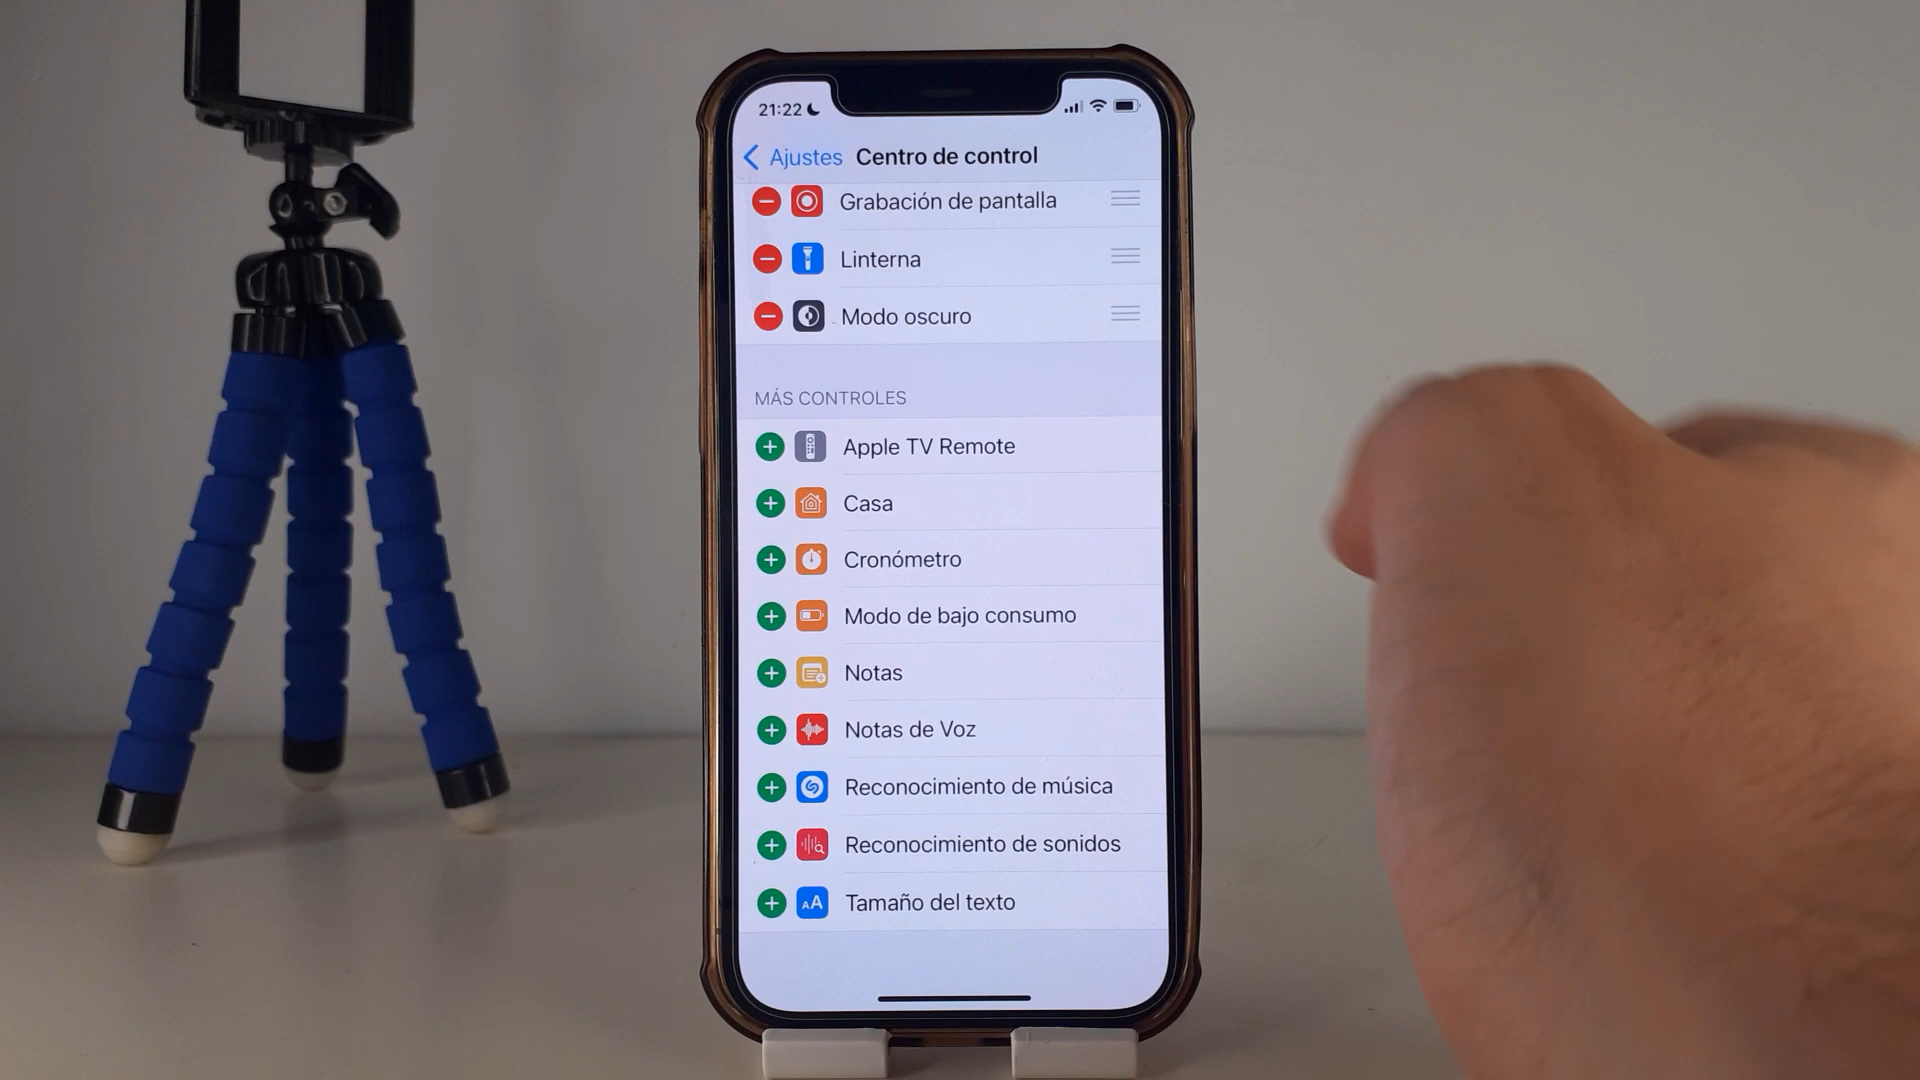 21:22
Ajustes Centro de control
Grabación de pantalla
Linterna
Modo oscuro
MÁS CONTROLES
Apple TV Remote
Casa
Cronómetro
Modo de bajo consumo
Notas
Notas de Voz
Reconocimiento de música
Reconocimiento de sonidos
AA Tamaño del texto